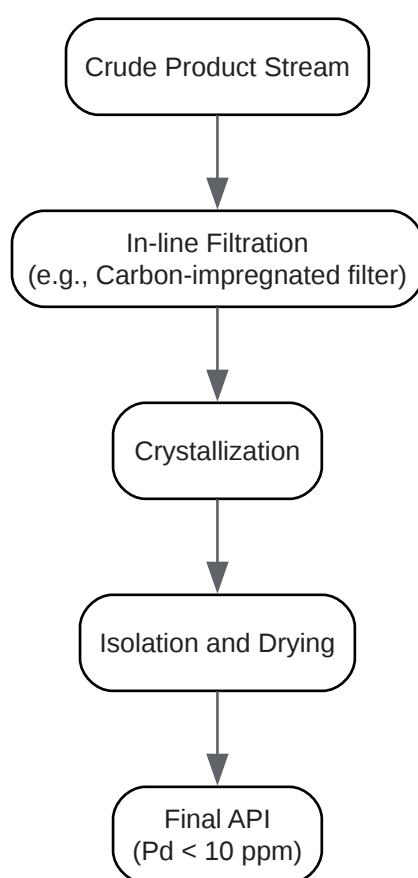 Crude Product Stream
In-line Filtration
(e.g., Carbon-impregnated filter)
Crystallization
Isolation and Drying
Final API
(Pd < 10 ppm)